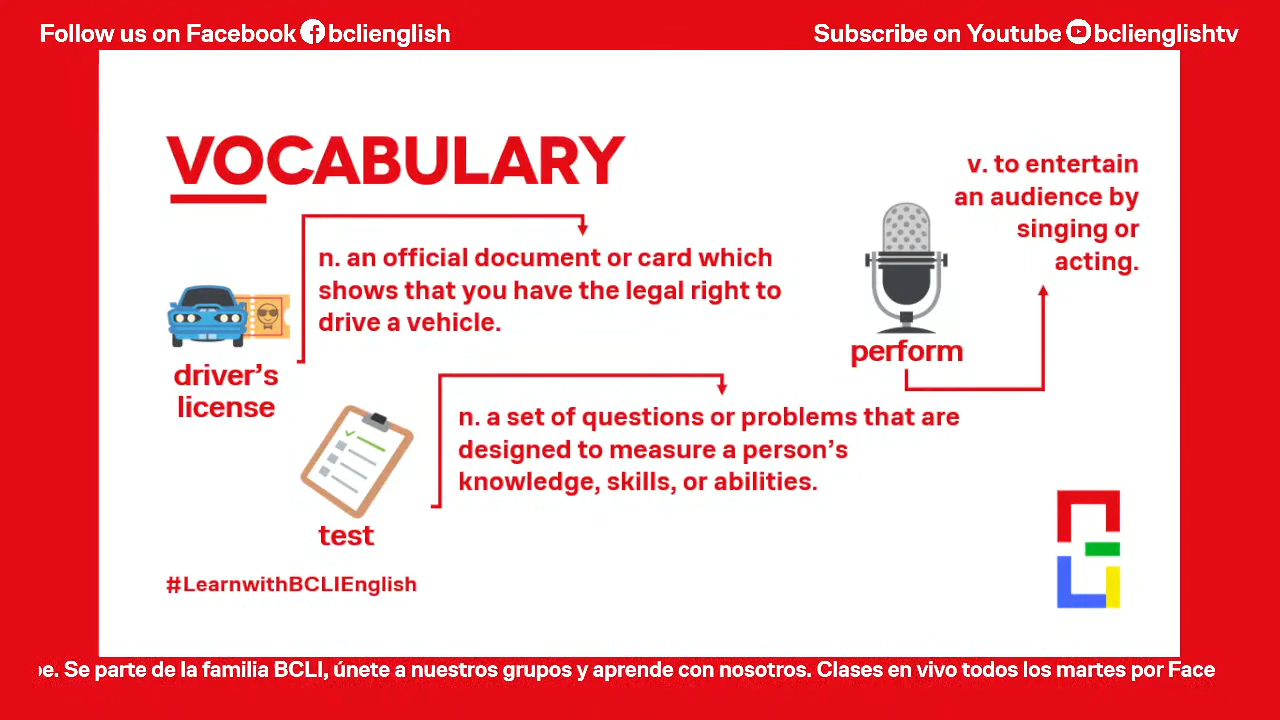 Follow us on Facebook bclienglish
Subscribe on Youtube bclienglishtv
VOCABULARY
n. an official document or card which
shows that you have the legal right to
drive a vehicle.
driver's
license
v. to entertain
an audience by
singing or
acting.
perform
n. a set of questions or problems that are
designed to measure a person's
knowledge, skills, or abilities.
test
#LearnwithBCLIEnglish
Se parte de la familia BCLI, únete a nuestros grupos y aprende con nosotros. Clases en vivo todos los martes por Face